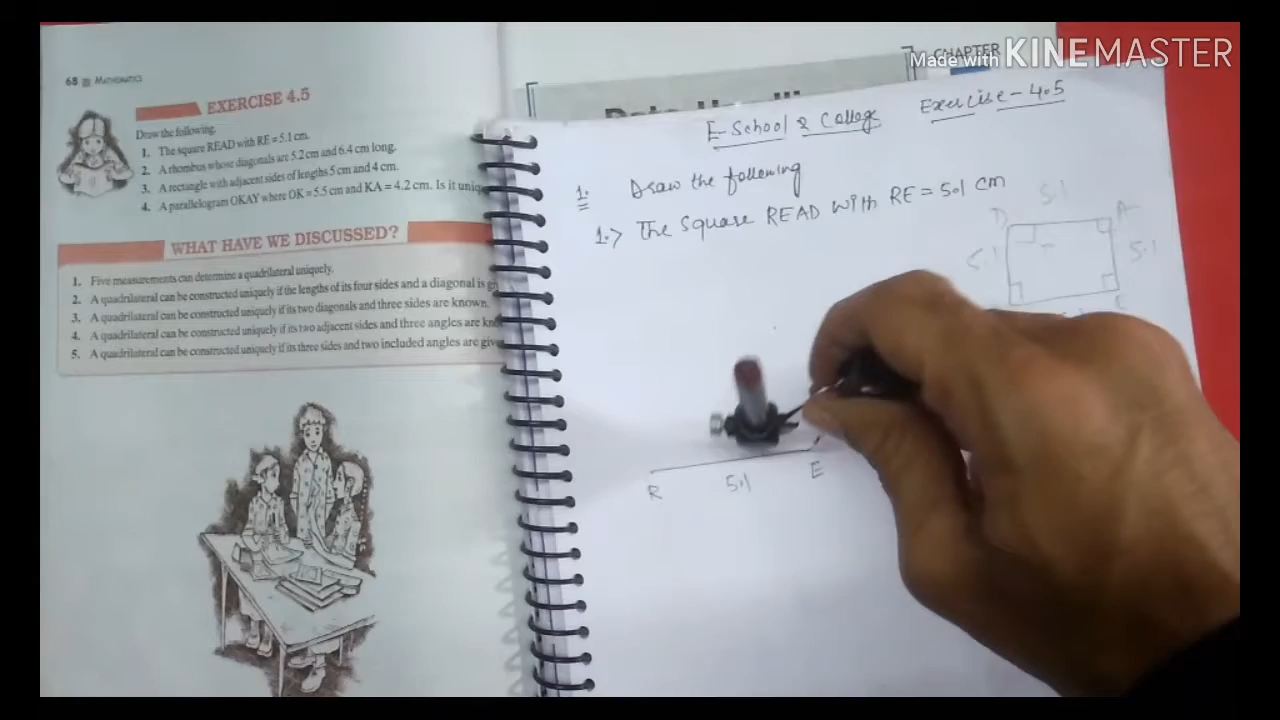 Made with KINEMASTER
68 MATHEMATICS
EXERCISE 4.5
Draw the following.
1. The square READ with RE = 5.1 cm.
2. A rhombus whose diagonals are 5.2 cm and 6.4 cm long.
3. A rectangle with adjacent sides of lengths 5 cm and 4 cm.
4. A parallelogram OKAY where OK = 5.5 cm and KA = 4.2 cm. Is it
WHAT HAVE WE DISCUSSED?
1. Five measurements can determine a quadrilateral uniquely.
2. A quadrilateral can be constructed uniquely if the lengths of its four sides and a diagonal is
3. A quadrilateral can be constructed uniquely if its two diagonals and three sides are known.
4. A quadrilateral can be constructed uniquely if its two adjacent sides and three angles are
5. A quadrilateral can be constructed uniquely if its three sides and two included angles are
CHAPTER
E-School & College Exercise-4.5
1. Draw the following
1.> The square READ with RE = 5.1 cm
5.1
D A
5.1 5.1
E
R 5.1 E